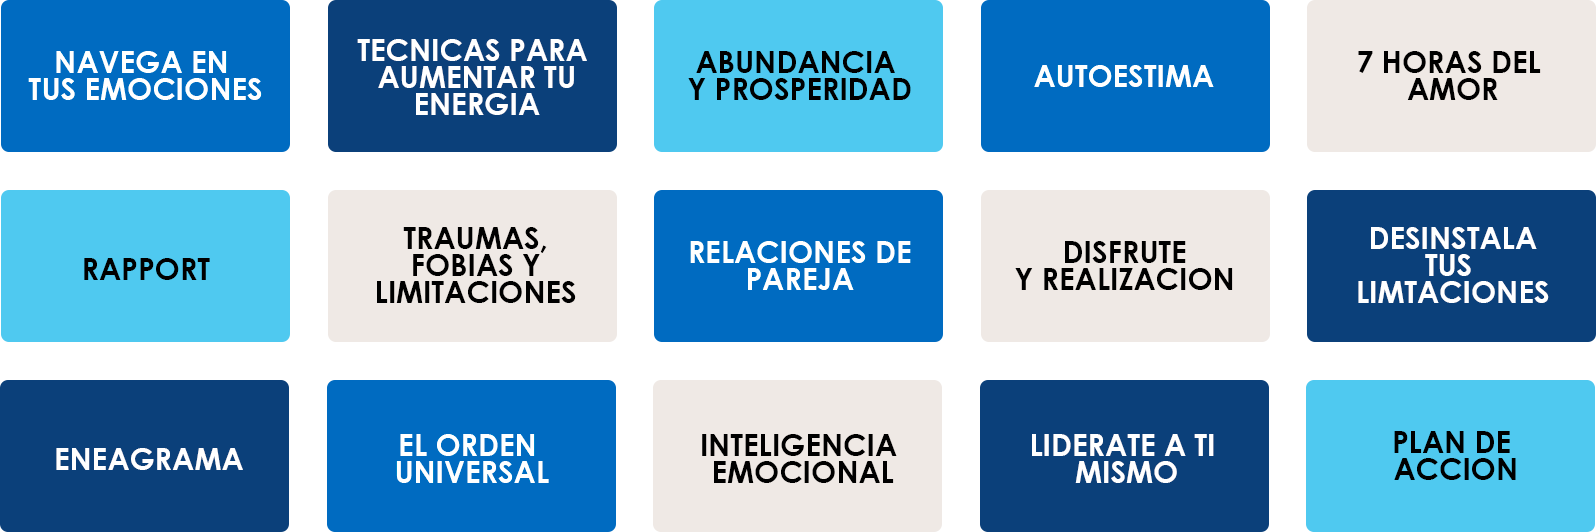 NAVEGA EN
TUS EMOCIONES
TECNICAS PARA
AUMENTAR TU
ENERGIA
ABUNDANCIA
Y PROSPERIDAD
AUTOESTIMA
7 HORAS DEL
AMOR
RAPPORT
TRAUMAS,
FOBIAS Y
LIMITACIONES
RELACIONES DE
PAREJA
DISFRUTE
Y REALIZACION
DESINSTALA
TUS
LIMTACIONES
ENEAGRAMA
EL ORDEN
UNIVERSAL
INTELIGENCIA
EMOCIONAL
LIDERATE A TI
MISMO
PLAN DE
ACCION